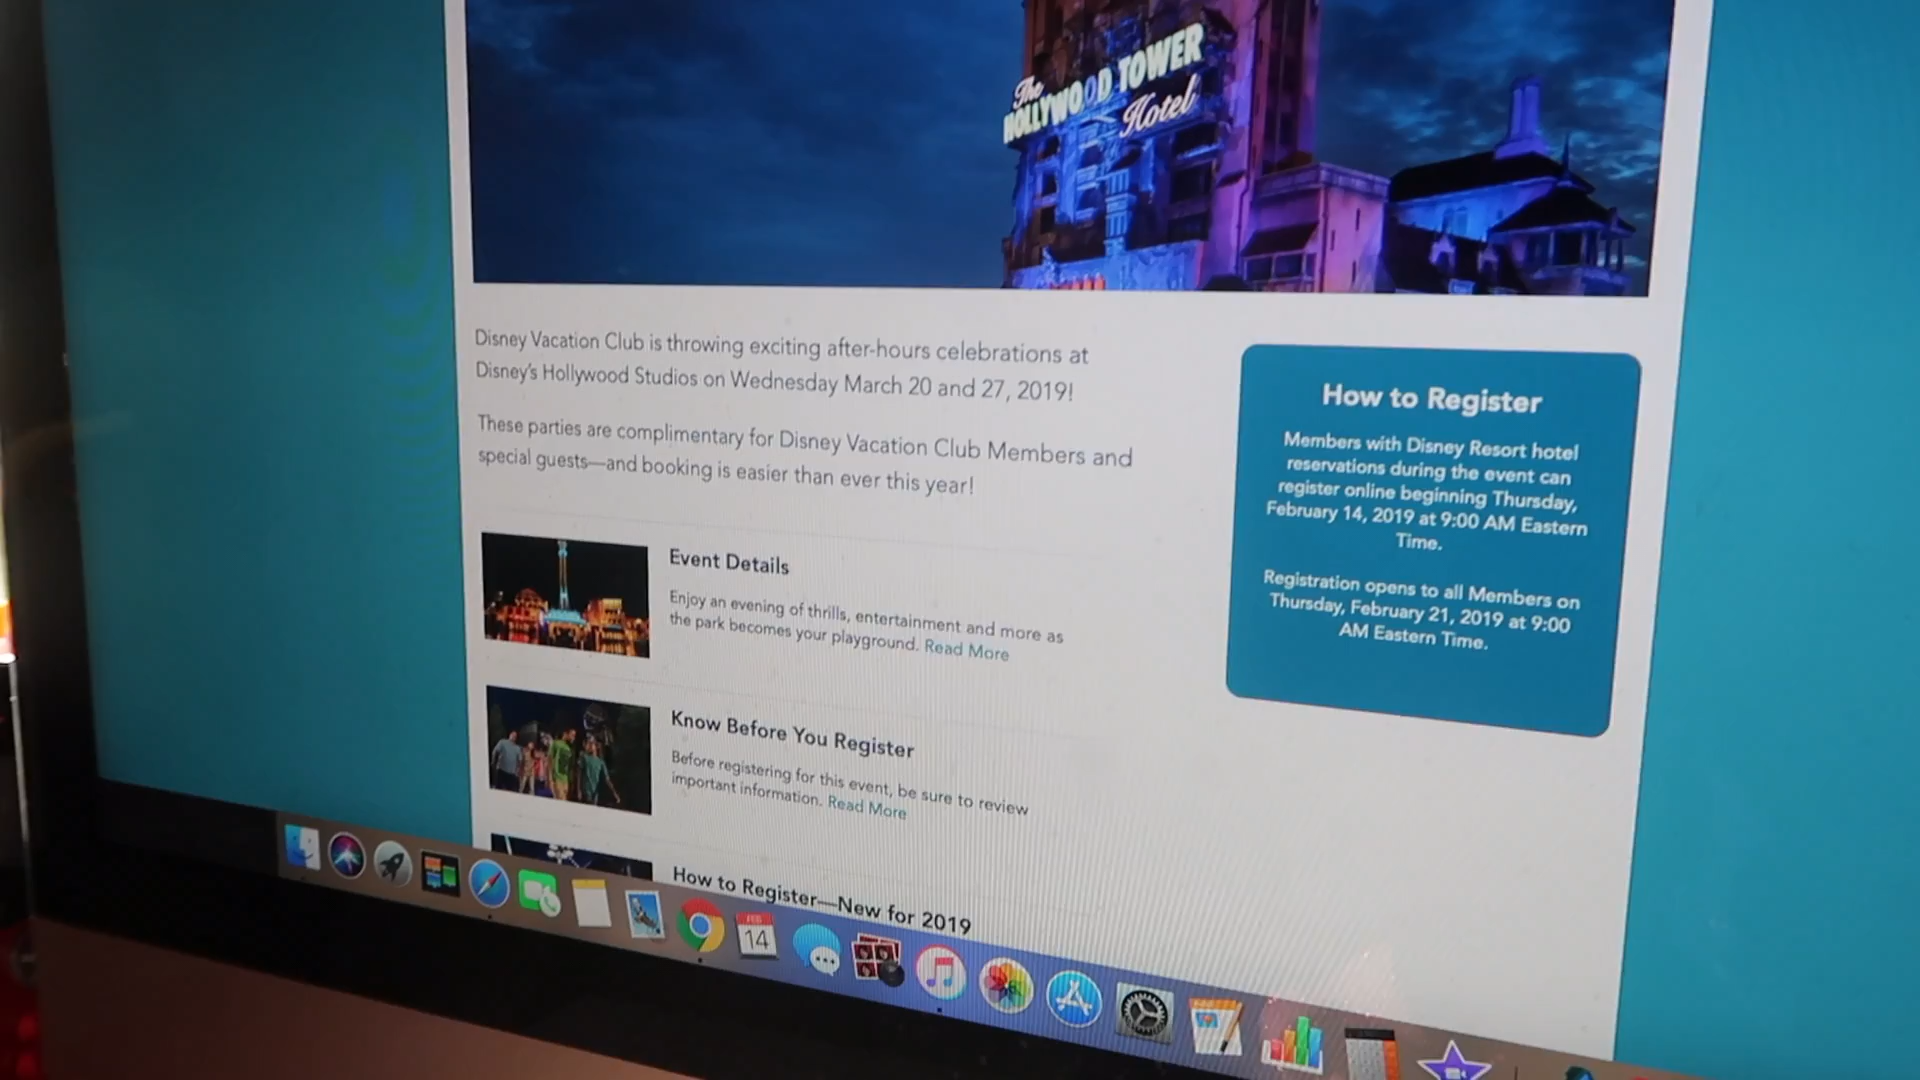 The
HOLLYWOOD TOWER
Hotel
Disney Vacation Club is throwing exciting after-hours celebrations at
Disney's Hollywood Studios on Wednesday March 20 and 27, 2019!
These parties are complimentary for Disney Vacation Club Members and
special guests—and booking is easier than ever this year!
Event Details
Enjoy an evening of thrills, entertainment and more as
the park becomes your playground. Read More
Know Before You Register
Before registering for this event, be sure to review
important information. Read More
How to Register—New for 2019
How to Register
Members with Disney Resort hotel
reservations during the event can
register online beginning Thursday,
February 14, 2019 at 9:00 AM Eastern
Time.
Registration opens to all Members on
Thursday, February 21, 2019 at 9:00
AM Eastern Time.
FEB
14